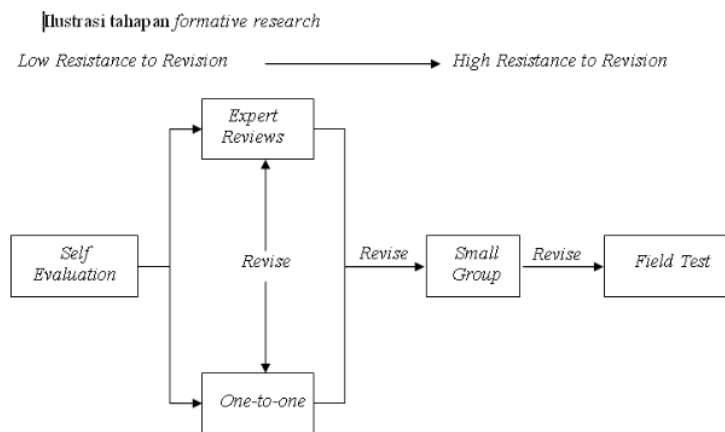 Ilustrasi tahapan formative research
Low Resistance to Revision
High Resistance to Revision
Expert
Reviews
Self
Evaluation
Revise
Revise
Small
Group
Revise
Field Test
One-to-one